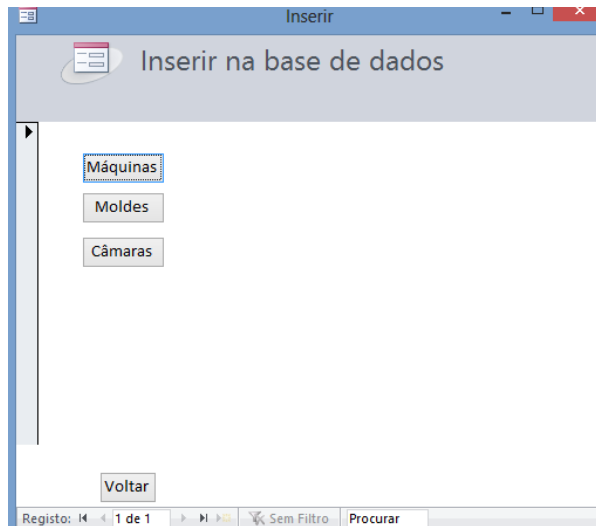 Inserir
Inserir na base de dados
Máquinas
Moldes
Câmaras
Voltar
Registo: 1 de 1 Sem Filtro Procurar